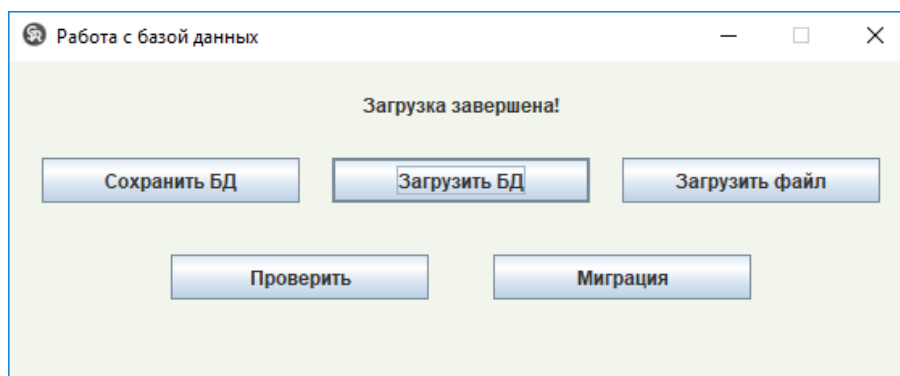 Работа с базой данных
Загрузка завершена!
Сохранить БД Загрузить БД Загрузить файл
Проверить Миграция